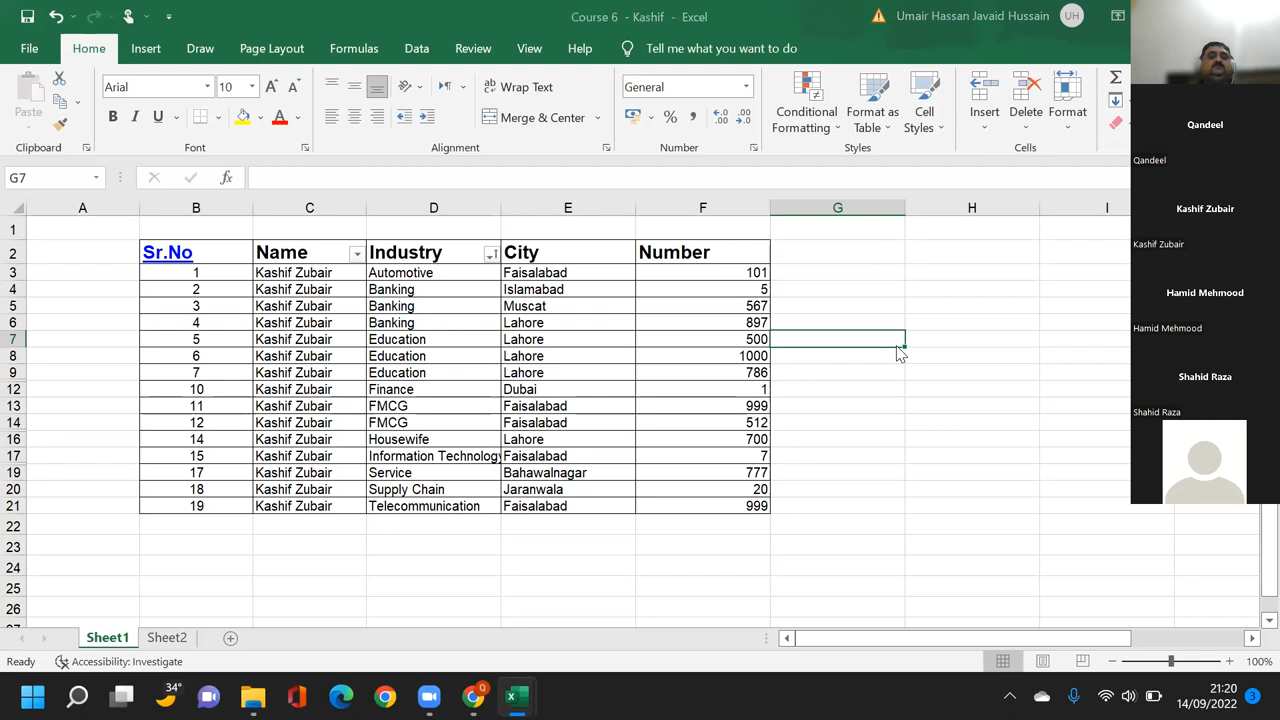 Course 6 - Kashif - Excel
Umair Hassan Javaid Hussain UH
File Home Insert Draw Page Layout Formulas Data Review View Help Tell me what you want to do
Arial 10 Wrap Text General
Paste B I U A Merge & Center % , Conditional Formatting Format as Table Cell Styles Insert Delete Format
Clipboard Font Alignment Number Styles Cells
G7 fx
A B C D E F G H I
1
2 Sr.No Name Industry City Number
3 1 Kashif Zubair Automotive Faisalabad 101
4 2 Kashif Zubair Banking Islamabad 5
5 3 Kashif Zubair Banking Muscat 567
6 4 Kashif Zubair Banking Lahore 897
7 5 Kashif Zubair Education Lahore 500
8 6 Kashif Zubair Education Lahore 1000
9 7 Kashif Zubair Education Lahore 786
12 10 Kashif Zubair Finance Dubai 1
13 11 Kashif Zubair FMCG Faisalabad 999
14 12 Kashif Zubair FMCG Faisalabad 512
16 14 Kashif Zubair Housewife Lahore 700
17 15 Kashif Zubair Information Technology Faisalabad 7
19 17 Kashif Zubair Service Bahawalnagar 777
20 18 Kashif Zubair Supply Chain Jaranwala 20
21 19 Kashif Zubair Telecommunication Faisalabad 999
22
23
24
25
26
Qandeel
Qandeel
Kashif Zubair
Kashif Zubair
Hamid Mehmood
Hamid Mehmood
Shahid Raza
Shahid Raza
Sheet1 Sheet2
Ready Accessibility: Investigate 100%
34° 0 21:20
14/09/2022 3